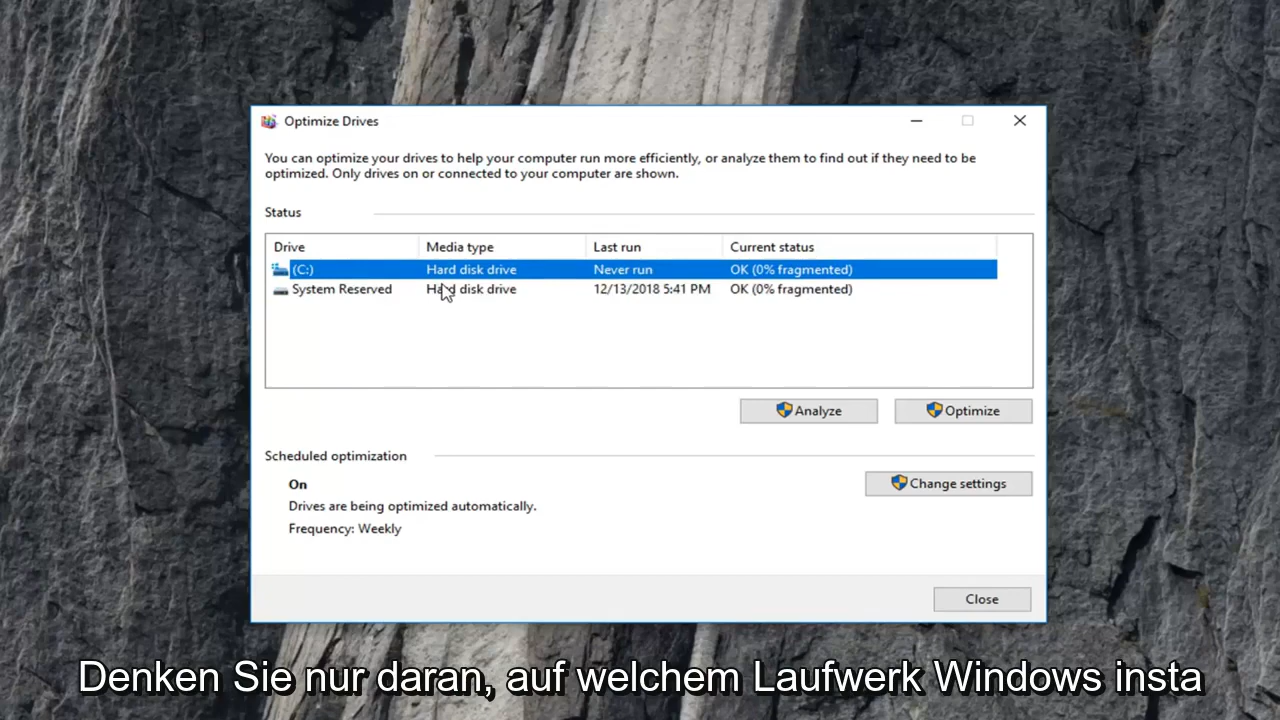 Optimize Drives
You can optimize your drives to help your computer run more efficiently, or analyze them to find out if they need to be
optimized. Only drives on or connected to your computer are shown.
Status
Drive Media type Last run Current status
(C:) Hard disk drive Never run OK (0% fragmented)
System Reserved Hard disk drive 12/13/2018 5:41 PM OK (0% fragmented)
Analyze Optimize
Scheduled optimization
On
Change settings
Drives are being optimized automatically.
Frequency: Weekly
Close
Denken Sie nur daran, auf welchem Laufwerk Windows insta